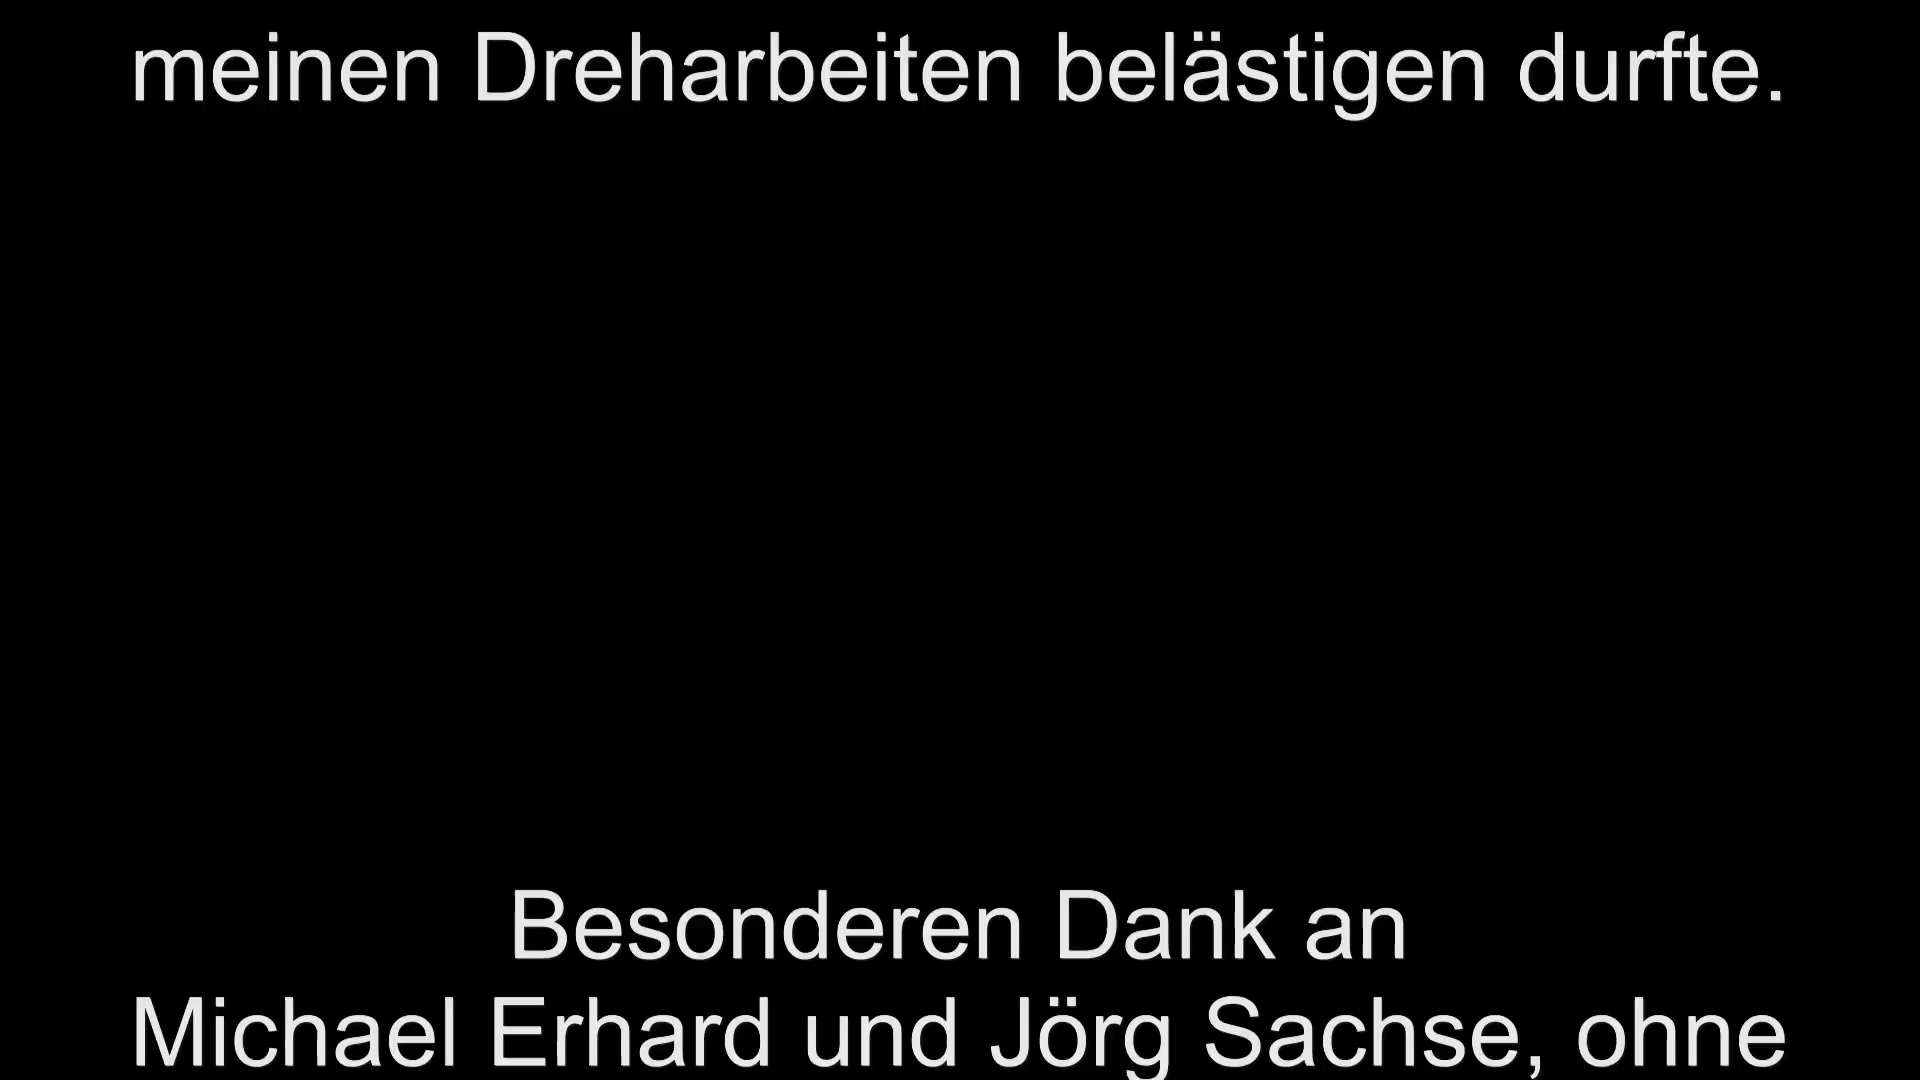 meinen Dreharbeiten belästigen durfte.
Besonderen Dank an
Michael Erhard und Jörg Sachse, ohne